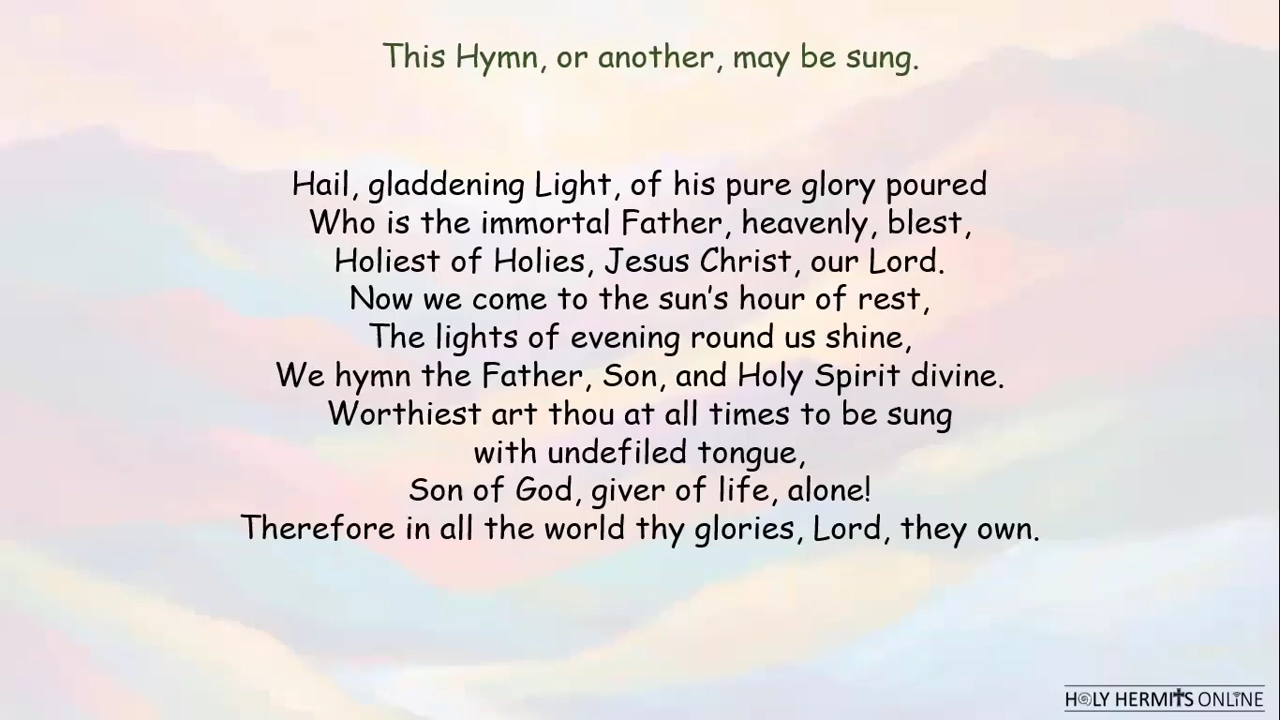 This Hymn, or another, may be sung.
Hail, gladdening Light, of his pure glory poured
Who is the immortal Father, heavenly, blest,
Holiest of Holies, Jesus Christ, our Lord.
Now we come to the sun’s hour of rest,
The lights of evening round us shine,
We hymn the Father, Son, and Holy Spirit divine.
Worthiest art thou at all times to be sung
with undefiled tongue,
Son of God, giver of life, alone!
Therefore in all the world thy glories, Lord, they own.
HOLY HERMITS ONLINE